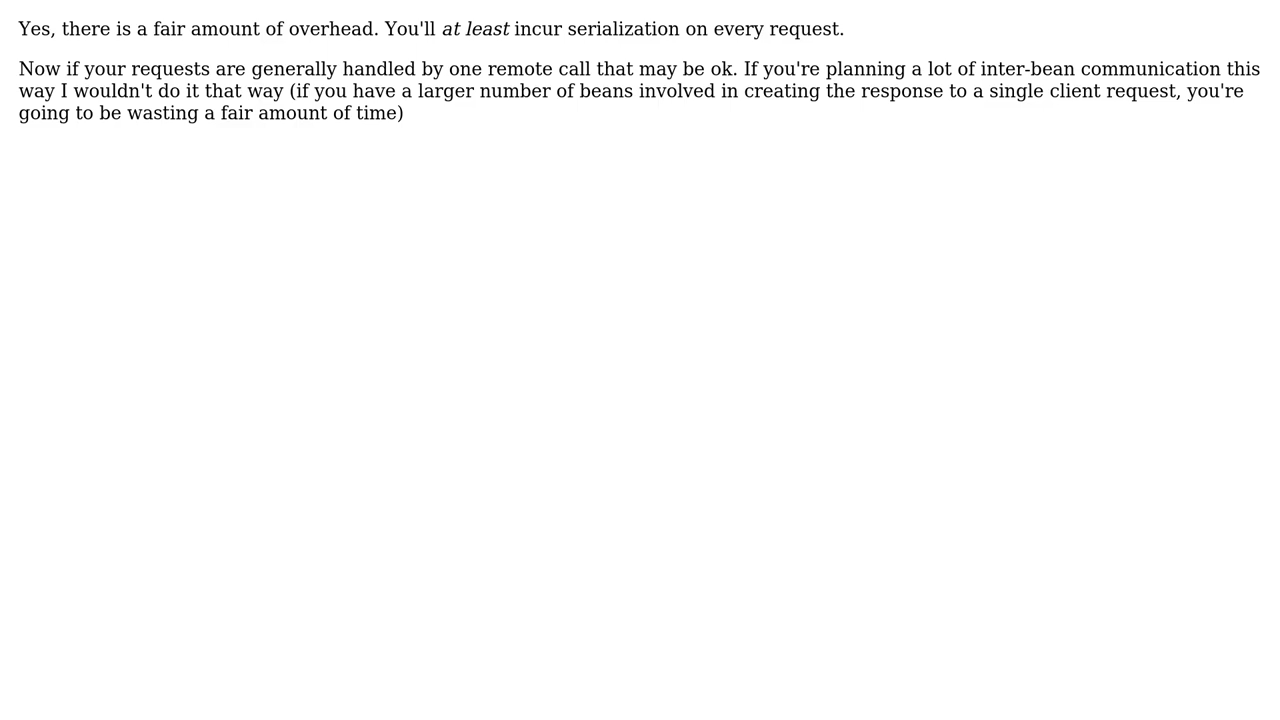 Yes, there is a fair amount of overhead. You'll at least incur serialization on every request.
Now if your requests are generally handled by one remote call that may be ok. If you're planning a lot of inter-bean communication this
way I wouldn't do it that way (if you have a larger number of beans involved in creating the response to a single client request, you're
going to be wasting a fair amount of time)